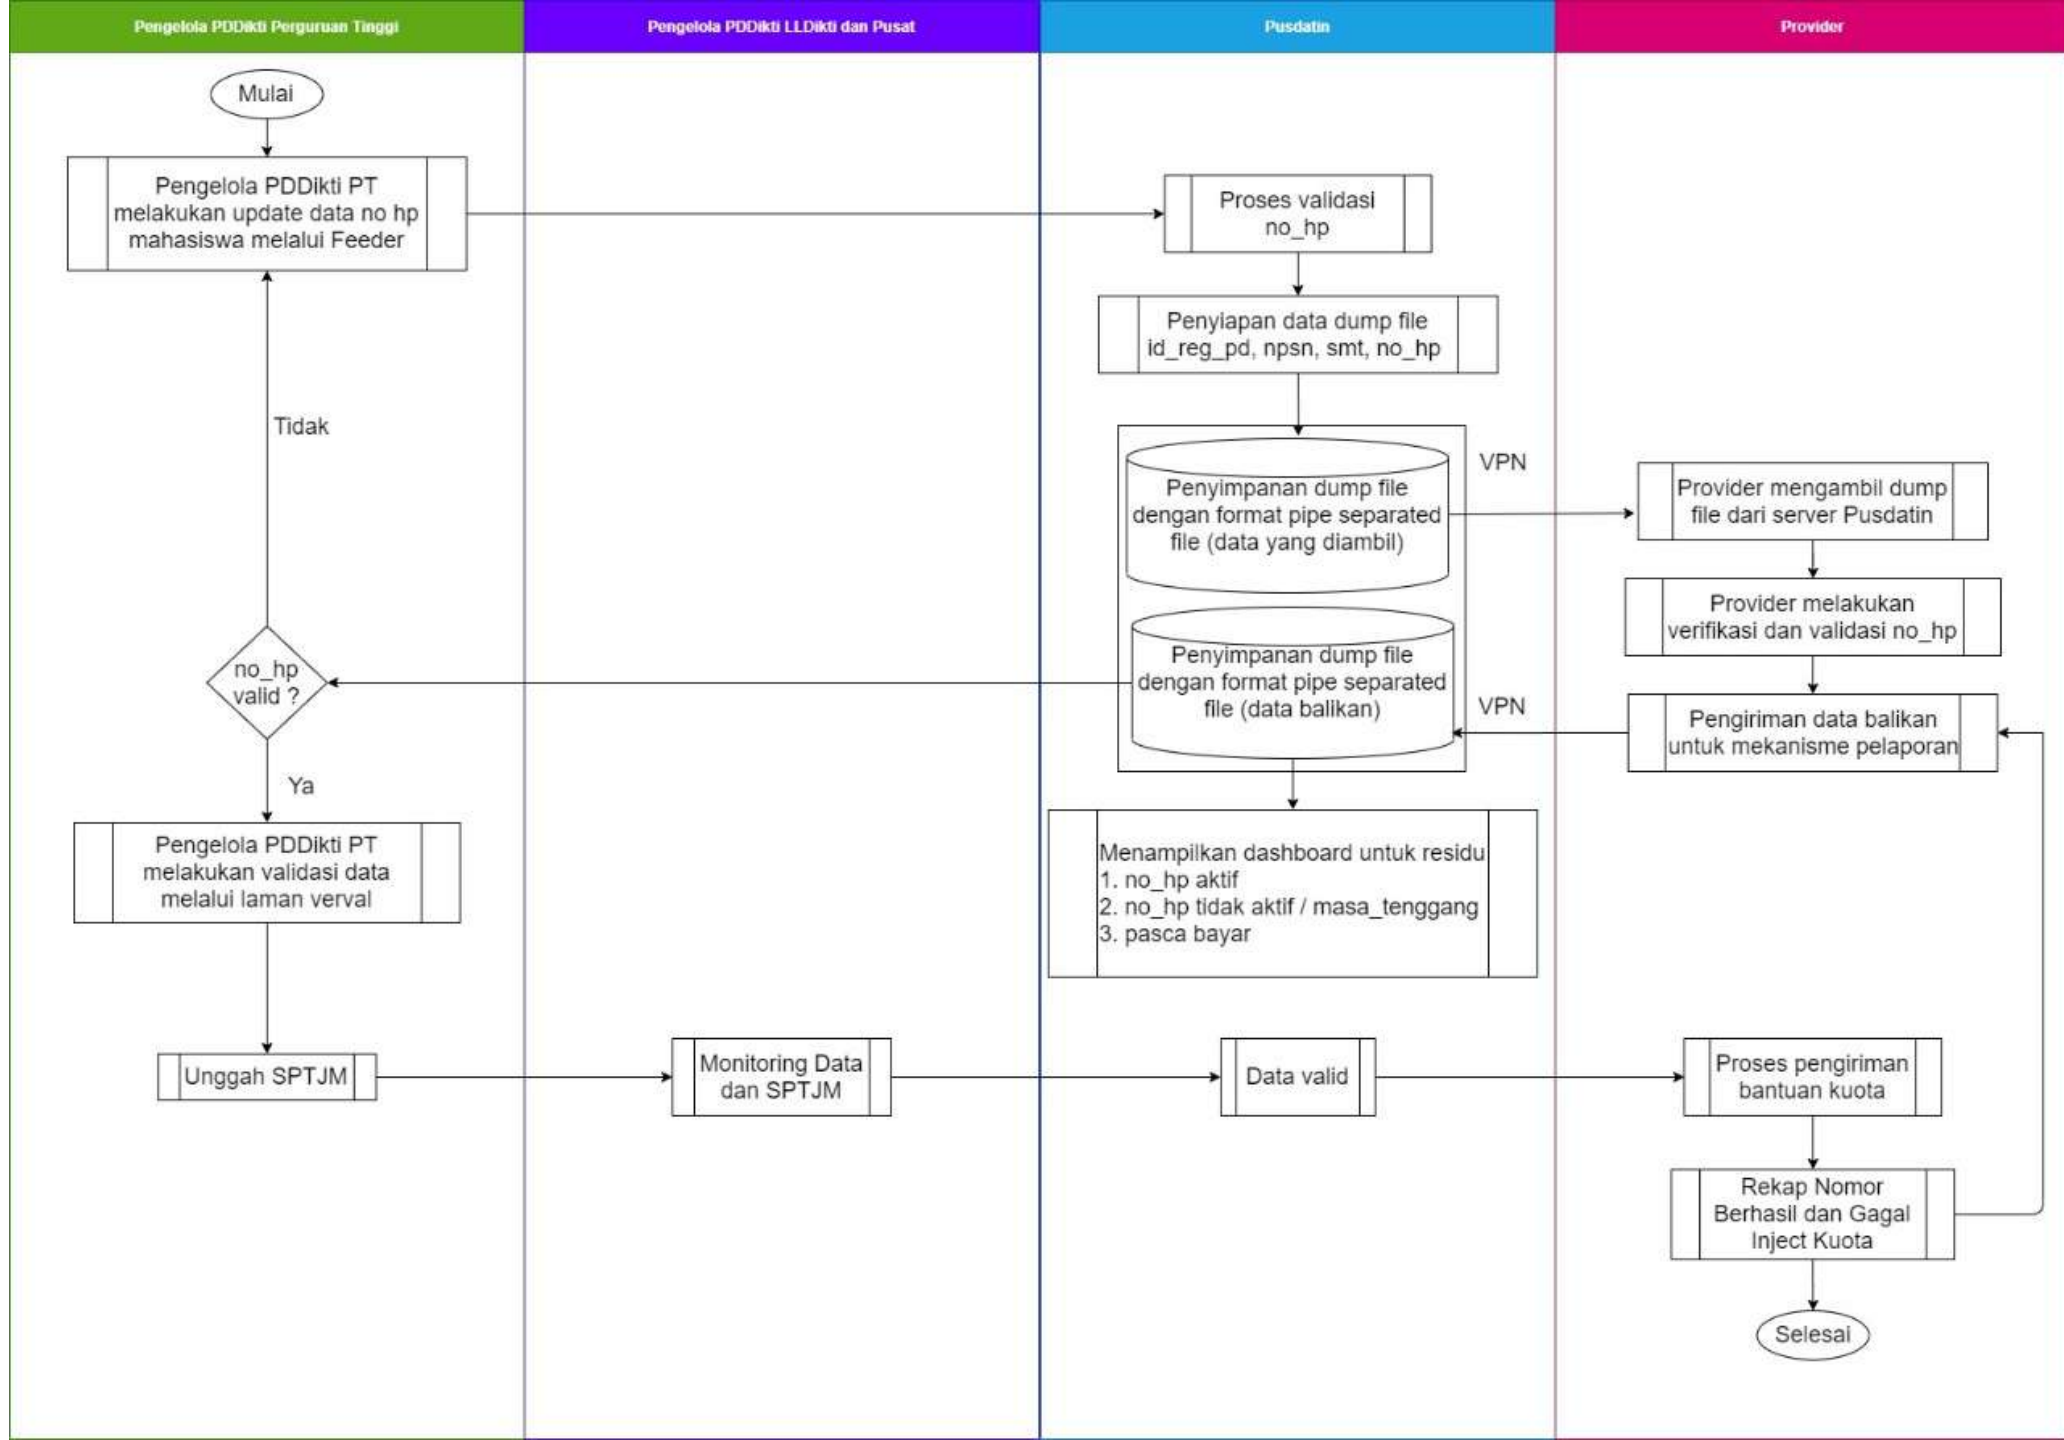 Pengelola PDDikti Perguruan Tinggi
Pengelola PDDikti LLDikti dan Pusat
Pusdatin
Provider
Mulai
Pengelola PDDikti PT
melakukan update data no hp
mahasiswa melalui Feeder
Proses validasi
no_hp
Penyiapan data dump file
id_reg_pd, npsn, smt, no_hp
Tidak
VPN
Penyimpanan dump file
dengan format pipe separated
file (data yang diambil)
Provider mengambil dump
file dari server Pusdatin
Provider melakukan
verifikasi dan validasi no_hp
no_hp
valid ?
Penyimpanan dump file
dengan format pipe separated
file (data balikan)
VPN
Pengiriman data balikan
untuk mekanisme pelaporan
Ya
Pengelola PDDikti PT
melakukan validasi data
melalui laman verval
Menampilkan dashboard untuk residu
1. no_hp aktif
2. no_hp tidak aktif / masa_tenggang
3. pasca bayar
Unggah SPTJM
Monitoring Data
dan SPTJM
Data valid
Proses pengiriman
bantuan kuota
Rekap Nomor
Berhasil dan Gagal
Inject Kuota
Selesai